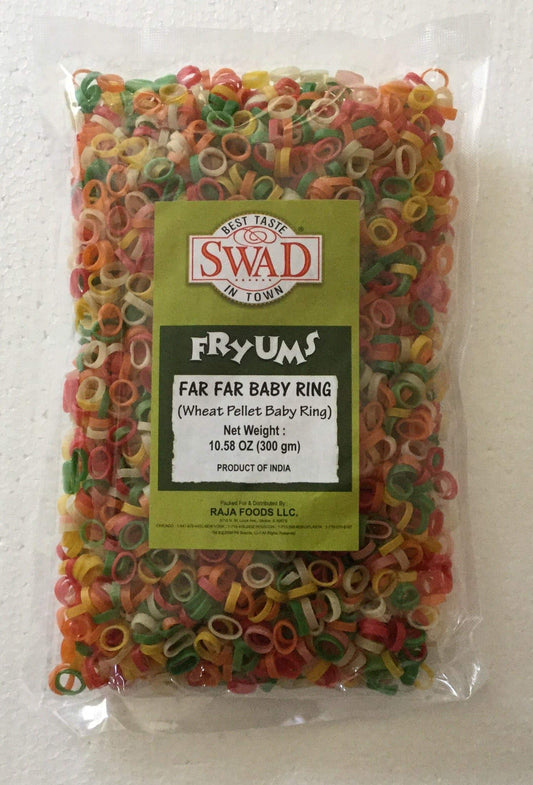 BEST TASTE
SWAD®
IN TOWN
FRYUMS
FAR FAR BABY RING
(Wheat Pellet Baby Ring)
Net Weight :
10.58 OZ (300 gm)
PRODUCT OF INDIA
Packed For & Distributed By :
RAJA FOODS LLC.